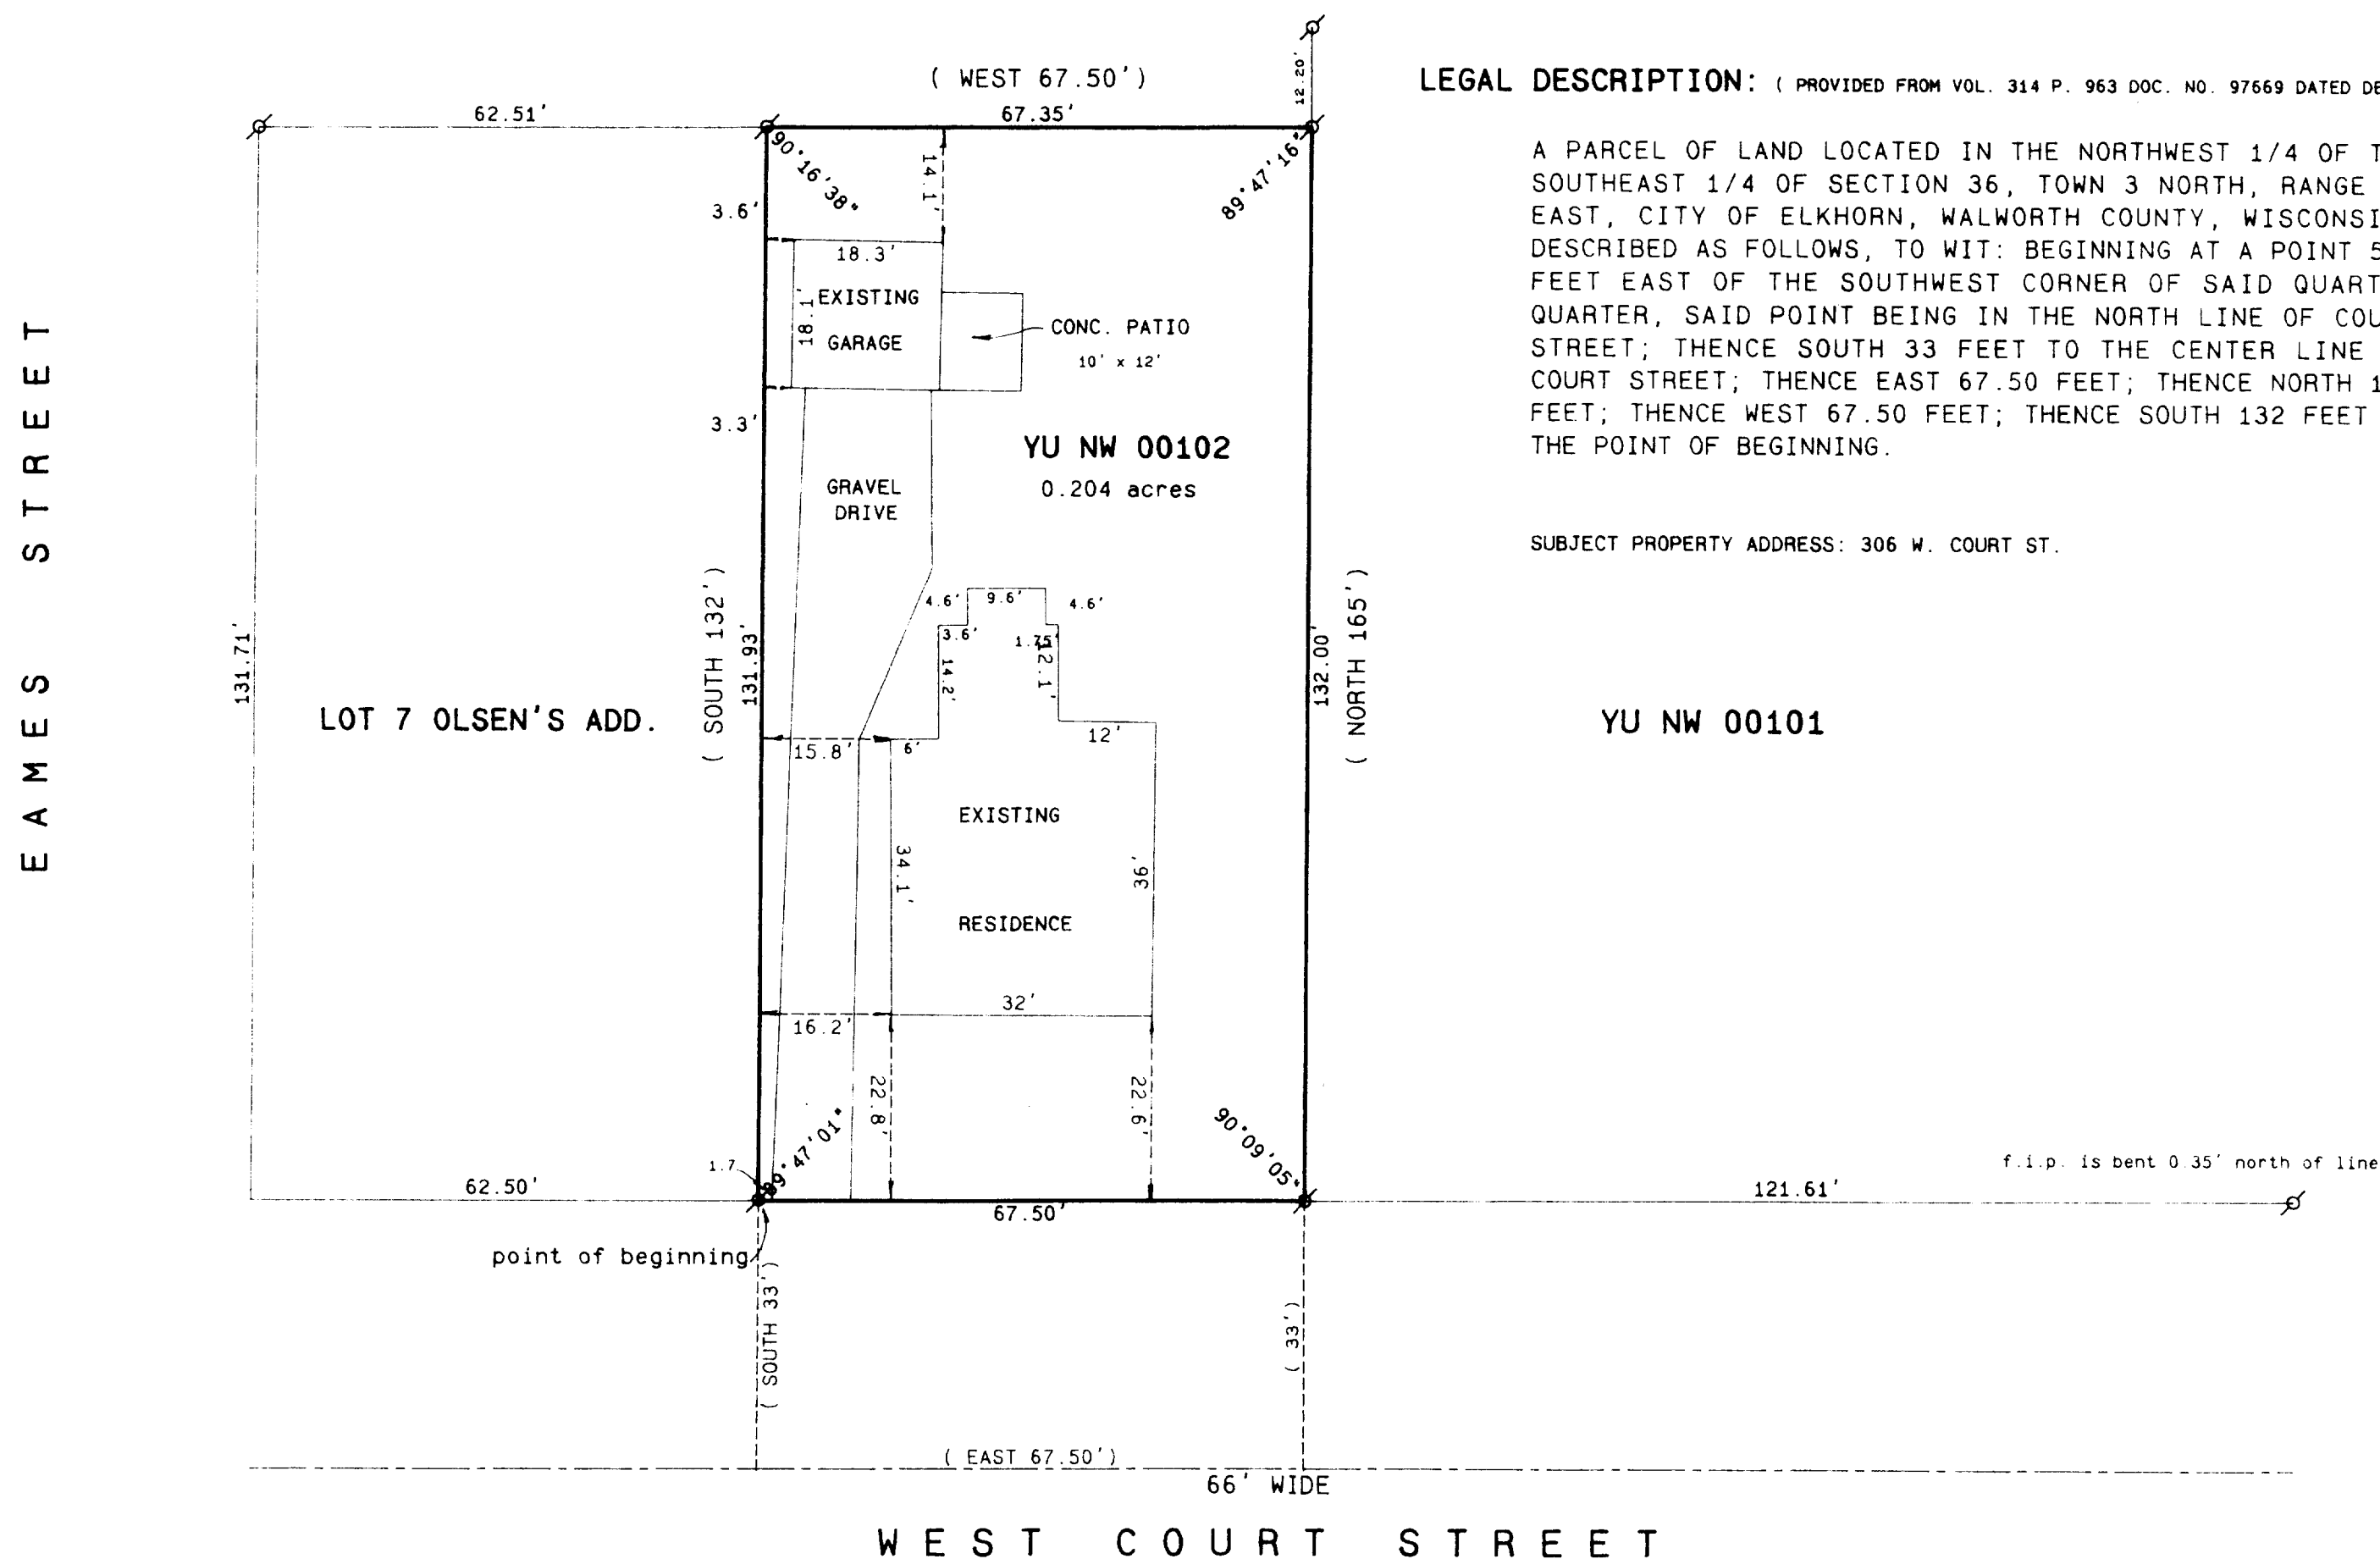 ( WEST 67.50')
62.51'
67.35'
12.20'
LEGAL DESCRIPTION: ( PROVIDED FROM VOL. 314 P. 963 DOC. NO. 97669 DATED
A PARCEL OF LAND LOCATED IN THE NORTHWEST 1/4 OF
SOUTHEAST 1/4 OF SECTION 36, TOWN 3 NORTH, RANGE
EAST, CITY OF ELKHORN, WALWORTH COUNTY, WISCONSI
DESCRIBED AS FOLLOWS, TO WIT: BEGINNING AT A POINT 5
FEET EAST OF THE SOUTHWEST CORNER OF SAID QUART
QUARTER, SAID POINT BEING IN THE NORTH LINE OF COU
STREET; THENCE SOUTH 33 FEET TO THE CENTER LINE
COURT STREET; THENCE EAST 67.50 FEET; THENCE NORTH 1
FEET; THENCE WEST 67.50 FEET; THENCE SOUTH 132 FEET
THE POINT OF BEGINNING.
SUBJECT PROPERTY ADDRESS: 306 W. COURT ST.
90°16'38"
89°47'16"
14.1'
3.6'
18.3'
18.1'
EXISTING
GARAGE
CONC. PATIO
10' x 12'
3.3'
YU NW 00102
0.204 acres
GRAVEL
DRIVE
EAMES STREET
131.71'
LOT 7 OLSEN'S ADD.
( SOUTH 132')
131.93'
4.6'
9.6'
4.6'
3.6'
1.75'
14.2'
12.1'
132.00'
( NORTH 165')
YU NW 00101
15.8'
6'
12'
EXISTING
RESIDENCE
34.1'
36'
32'
16.2'
22.8'
22.6'
89°47'01"
90°09'05"
1.7
f.i.p. is bent 0.35' north of line
62.50'
67.50'
121.61'
point of beginning
( SOUTH 33')
( 33')
( EAST 67.50')
66' WIDE
WEST COURT STREET